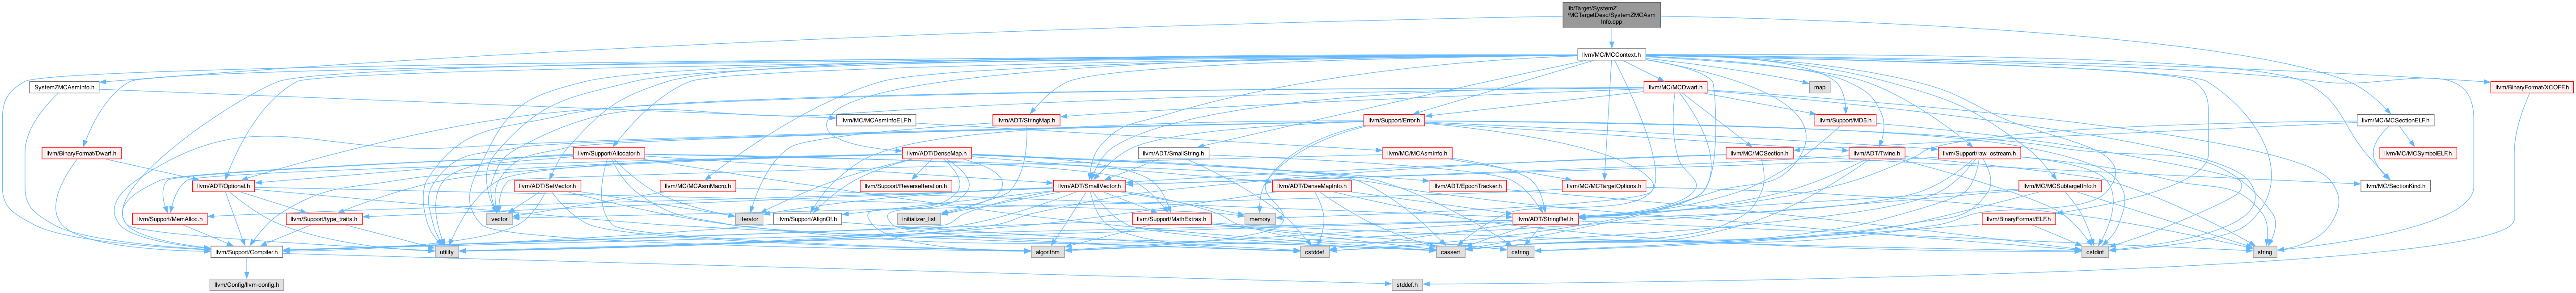 lib/Target/SystemZ
/MCTargetDesc/SystemZMCAsm
Info.cpp
llvm/MC/MCContext.h
SystemZMCAsmInfo.h
map
llvm/MC/MCDwarf.h
llvm/BinaryFormat/XCOFF.h
llvm/MC/MCAsmInfoELF.h
llvm/ADT/StringMap.h
llvm/Support/Error.h
llvm/Support/MD5.h
llvm/MC/MCSectionELF.h
llvm/BinaryFormat/Dwarf.h
llvm/Support/Allocator.h
llvm/ADT/DenseMap.h
llvm/ADT/SmallString.h
llvm/MC/MCAsmInfo.h
llvm/MC/MCSection.h
llvm/ADT/Twine.h
llvm/Support/raw_ostream.h
llvm/MC/MCSymbolELF.h
llvm/ADT/Optional.h
llvm/ADT/SetVector.h
llvm/MC/MCAsmMacro.h
llvm/Support/ReverseIteration.h
llvm/ADT/SmallVector.h
llvm/ADT/DenseMapInfo.h
llvm/ADT/EpochTracker.h
llvm/MC/MCTargetOptions.h
llvm/MC/MCSubtargetInfo.h
llvm/MC/SectionKind.h
llvm/Support/MemAlloc.h
llvm/Support/type_traits.h
vector
iterator
llvm/Support/AlignOf.h
initializer_list
llvm/Support/MathExtras.h
memory
llvm/ADT/StringRef.h
llvm/BinaryFormat/ELF.h
llvm/Support/Compiler.h
utility
algorithm
cstddef
cassert
cstring
cstdint
string
llvm/Config/llvm-config.h
stddef.h